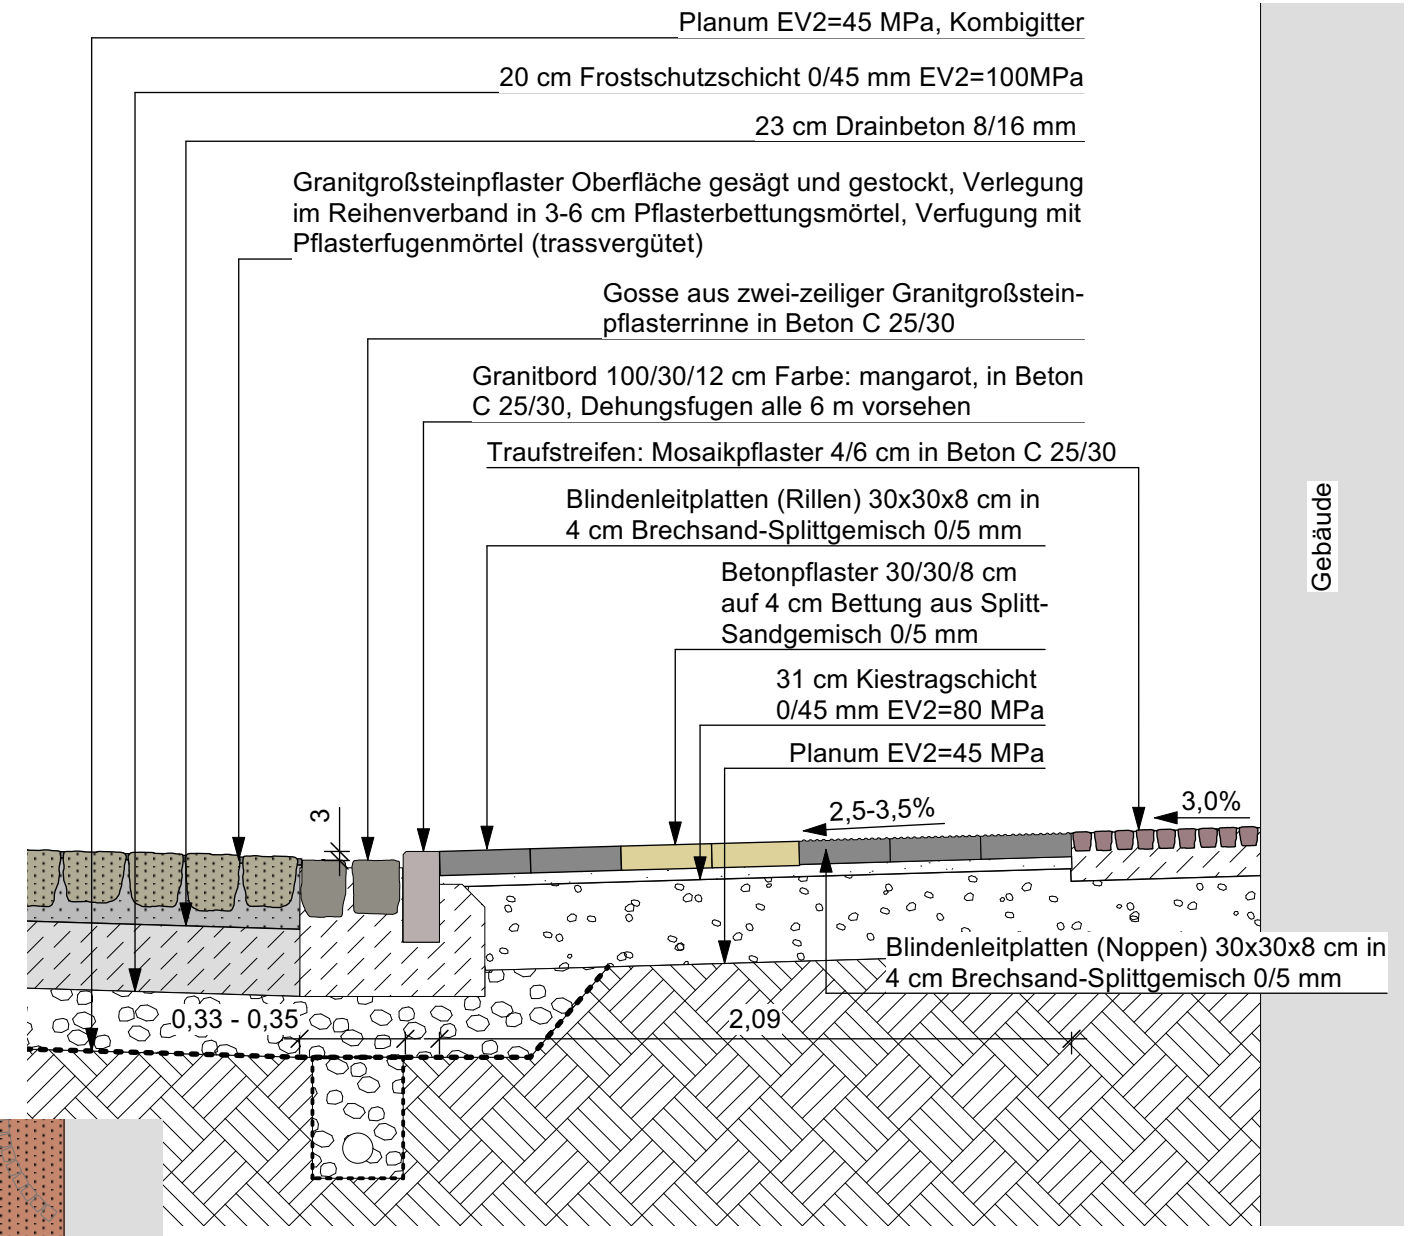 Planum EV2=45 MPa, Kombigitter
20 cm Frostschutzschicht 0/45 mm EV2=100MPa
23 cm Drainbeton 8/16 mm
Granitgroßsteinpflaster Oberfläche gesägt und gestockt, Verlegung
im Reihenverband in 3-6 cm Pflasterbettungsmörtel, Verfugung mit
Pflasterfugenmörtel (trassvergütet)
Gosse aus zwei-zeiliger Granitgroßstein-
pflasterrinne in Beton C 25/30
Granitbord 100/30/12 cm Farbe: mangarot, in Beton
C 25/30, Dehungsfugen alle 6 m vorsehen
Traufstreifen: Mosaikpflaster 4/6 cm in Beton C 25/30
Blindenleitplatten (Rillen) 30x30x8 cm in
4 cm Brechsand-Splittgemisch 0/5 mm
Gebäude
Betonpflaster 30/30/8 cm
auf 4 cm Bettung aus Splitt-
Sandgemisch 0/5 mm
31 cm Kiestragschicht
0/45 mm EV2=80 MPa
Planum EV2=45 MPa
3
2,5-3,5%
3,0%
Blindenleitplatten (Noppen) 30x30x8 cm in
4 cm Brechsand-Splittgemisch 0/5 mm
0,33 - 0,35
2,09